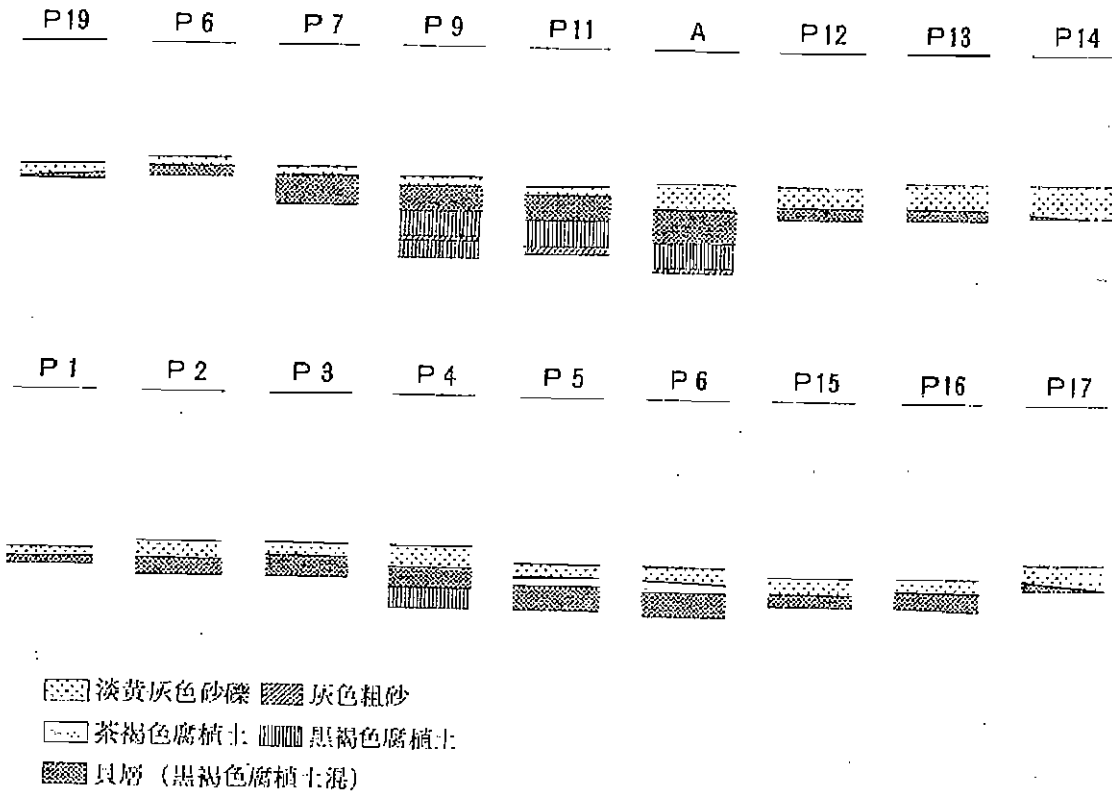 P19 P6 P7 P9 P11 A P12 P13 P14
P1 P2 P3 P4 P5 P6 P15 P16 P17
淡黄灰色砂礫 灰色粗砂
茶褐色腐植土 黒褐色腐植土
貝層（黒褐色腐植土混）